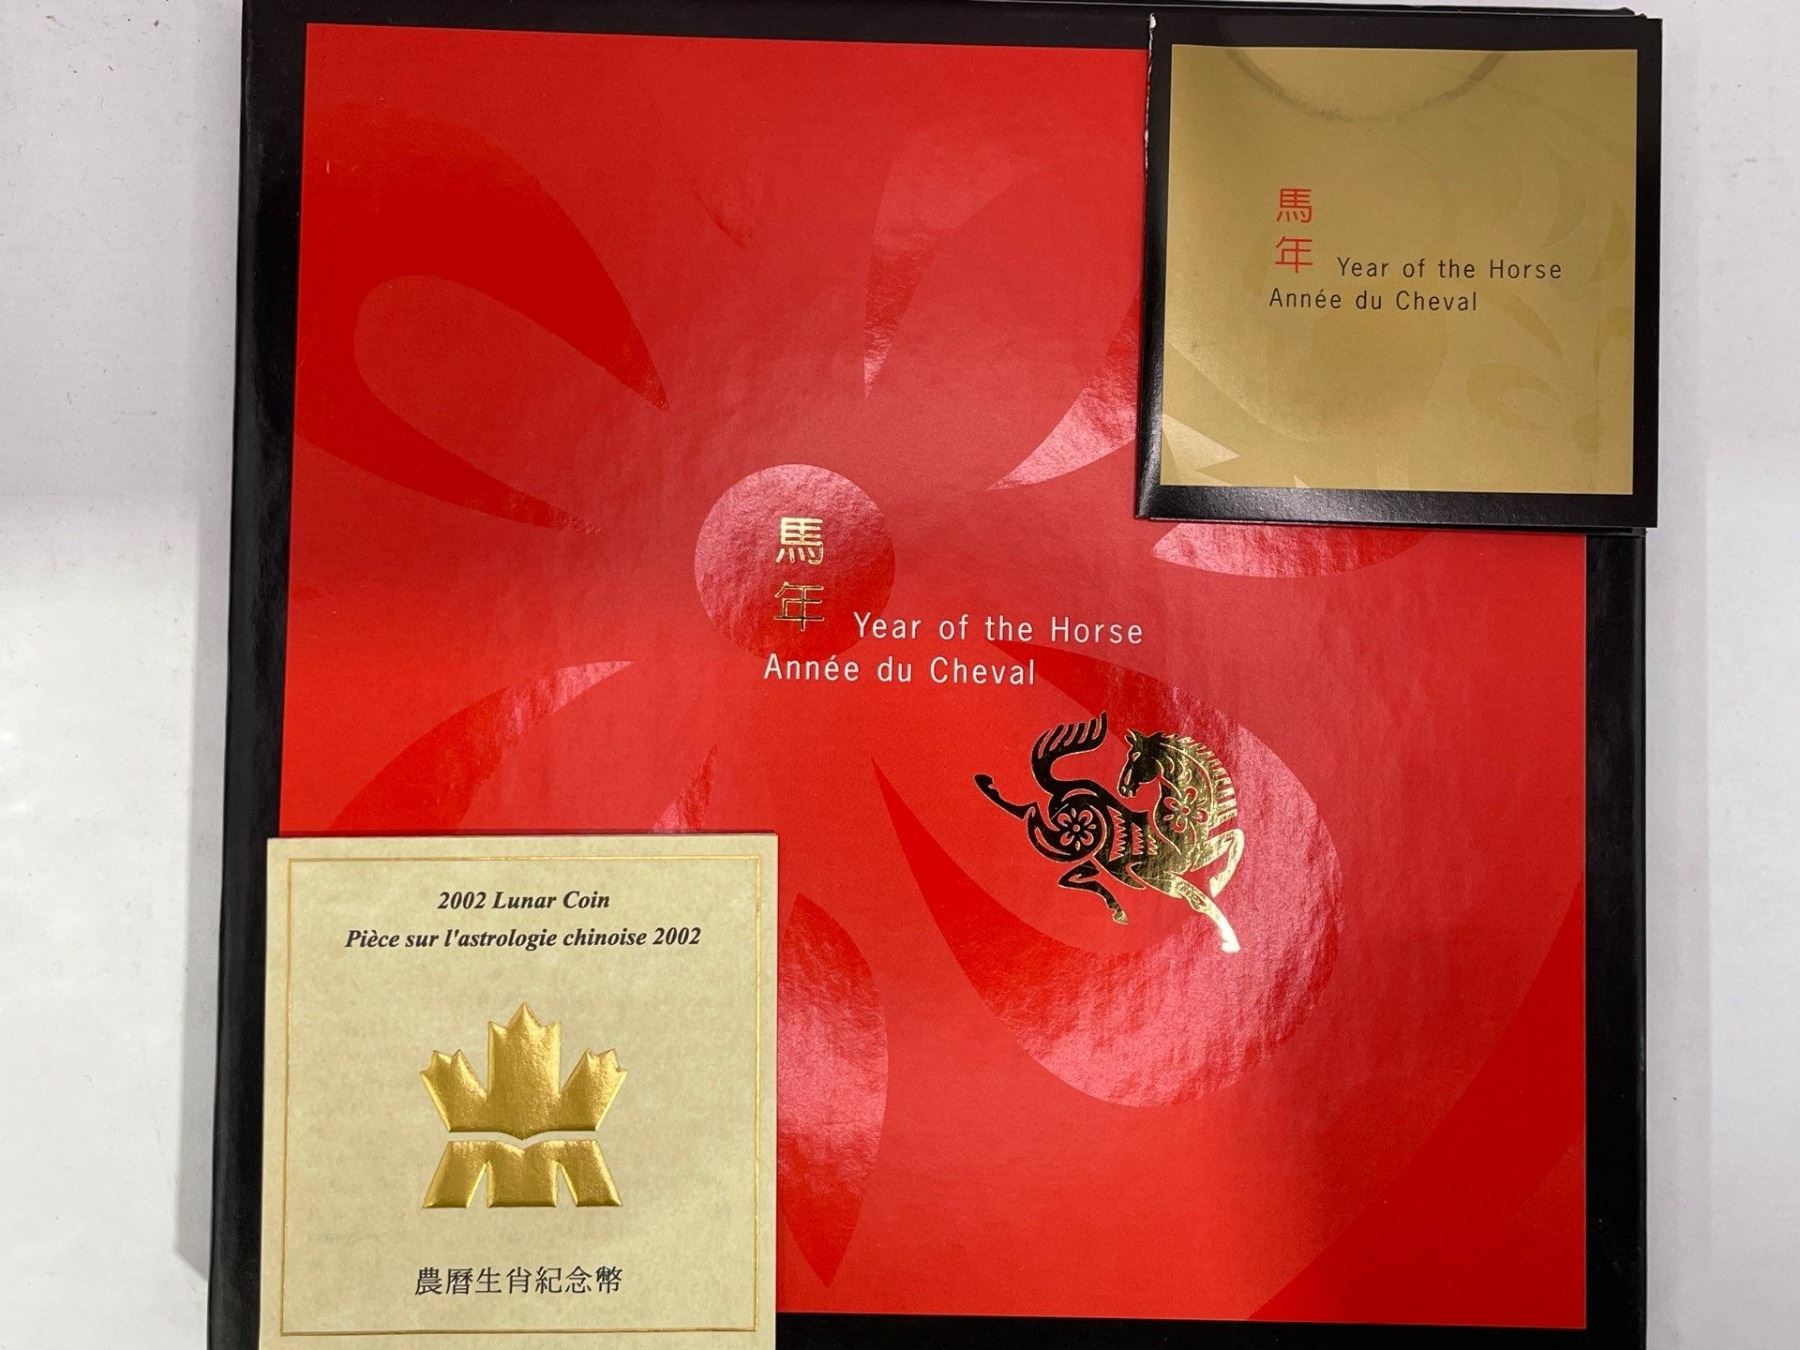 馬
年 Year of the Horse
Année du Cheval
馬
年 Year of the Horse
Année du Cheval
2002 Lunar Coin
Pièce sur l'astrologie chinoise 2002
農曆生肖紀念幣